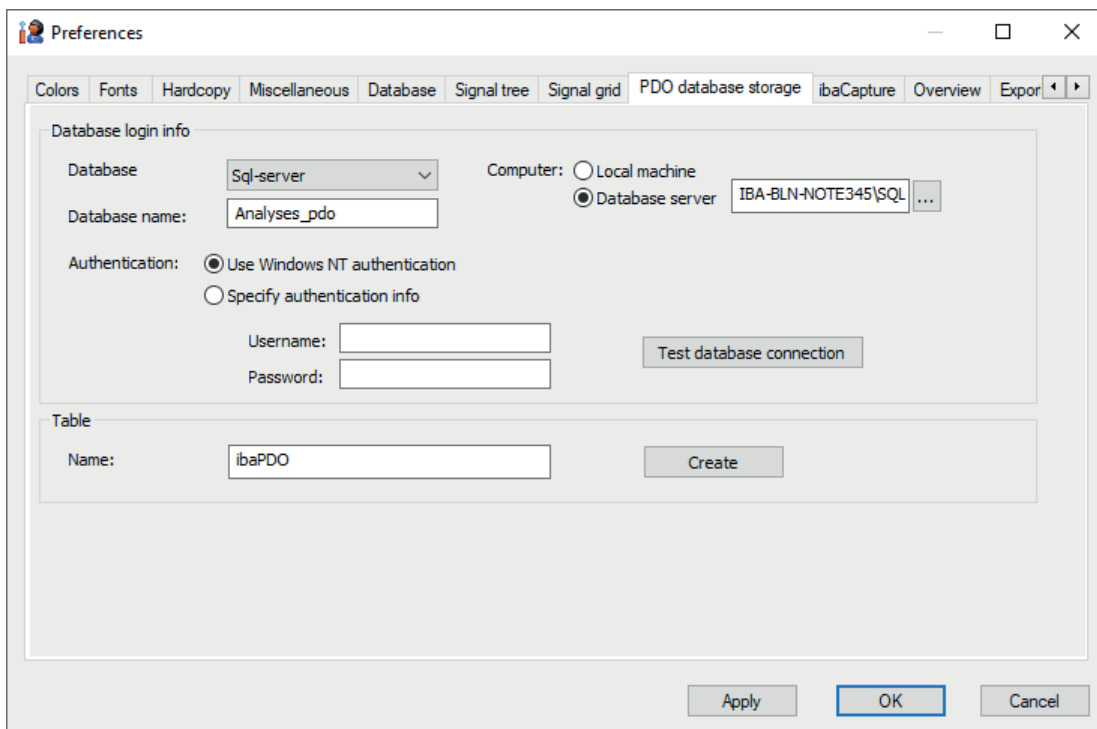 Preferences
Colors Fonts Hardcopy Miscellaneous Database Signal tree Signal grid PDO database storage ibaCapture Overview Expor
Database login info
Database Sql-server Computer: Local machine
Database server IBA-BLN-NOTE345\SQL ...
Database name: Analyses_pdo
Authentication: Use Windows NT authentication
Specify authentication info
Username:
Test database connection
Password:
Table
Name: ibaPDO Create
Apply OK Cancel